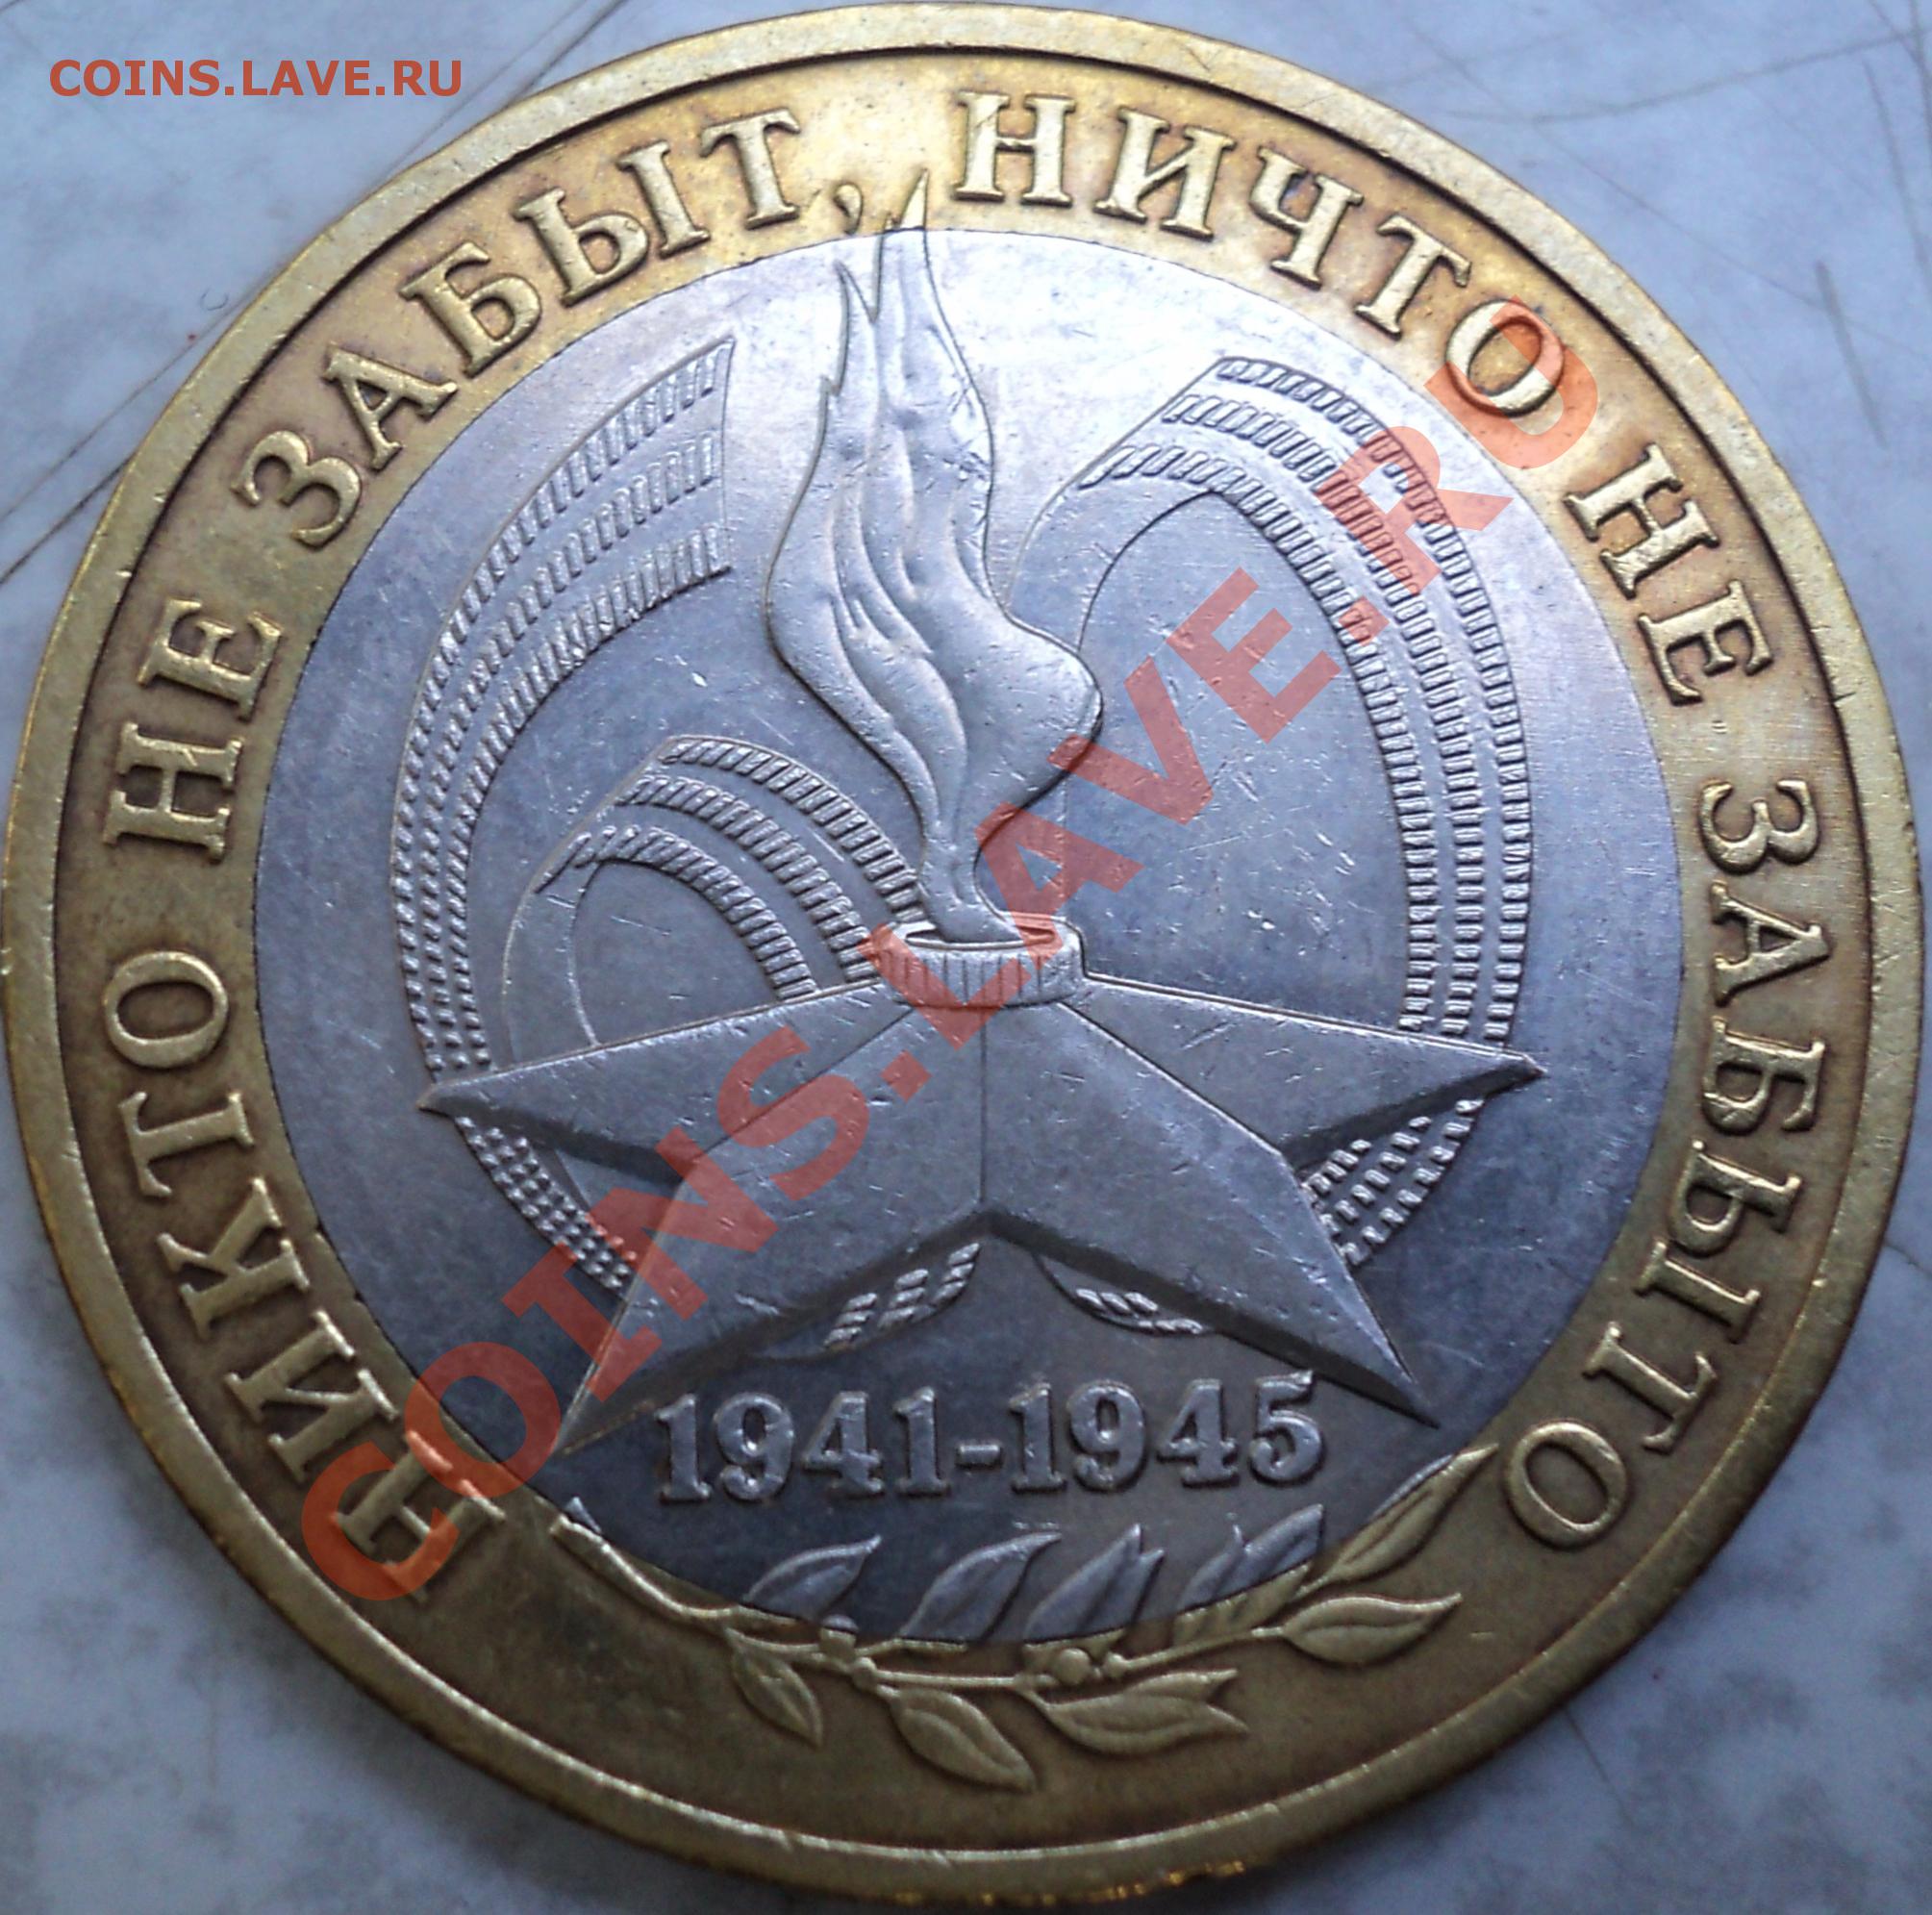 COINS.LAVE.RU
НИКТО НЕ ЗАБЫТ, НИЧТО НЕ ЗАБЫТО
COINS.LAVE.RU
1941-1945